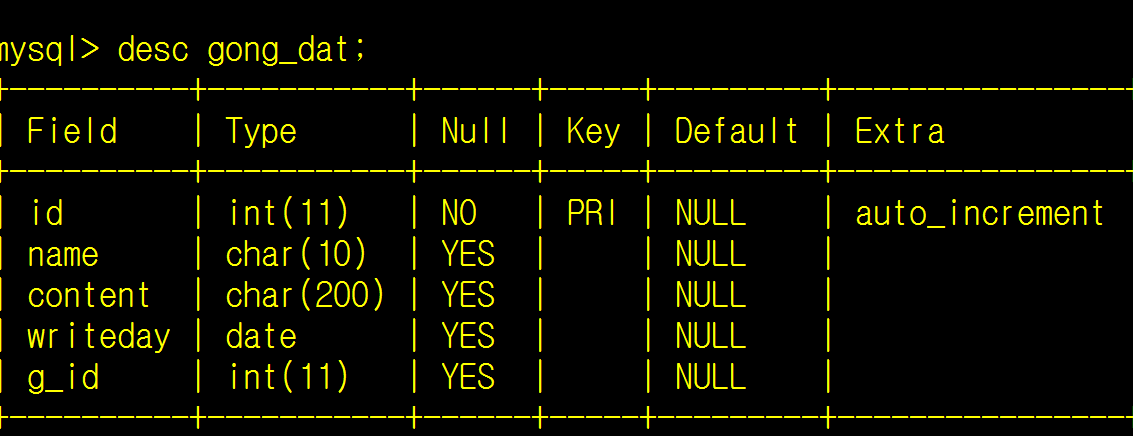 mysql> desc gong_dat;
+----------+-----------+------+-----+---------+----------------
| Field    | Type      | Null | Key | Default | Extra
+----------+-----------+------+-----+---------+----------------
| id       | int(11)   | NO   | PRI | NULL    | auto_increment
| name     | char(10)  | YES  |     | NULL    |
| content  | char(200) | YES  |     | NULL    |
| writeday | date      | YES  |     | NULL    |
| g_id     | int(11)   | YES  |     | NULL    |
+----------+-----------+------+-----+---------+----------------